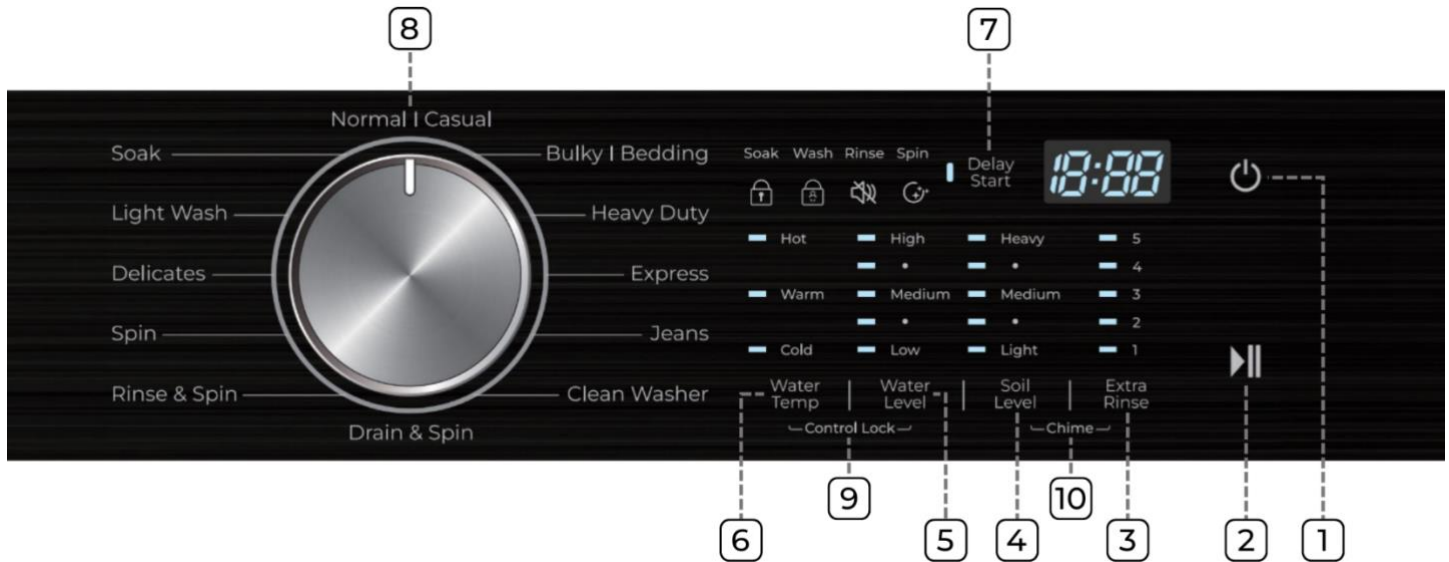 8
7
Normal | Casual
Soak
Bulky | Bedding
Light Wash
Heavy Duty
Delicates
Express
Spin
Jeans
Rinse & Spin
Clean Washer
Drain & Spin
Soak Wash Rinse Spin
Delay
Start
18:88
Hot High Heavy 5
4
Warm Medium Medium 3
2
Cold Low Light 1
Water
Temp
Water
Level
Soil
Level
Extra
Rinse
Control Lock
Chime
9
10
6
5
4
3
2
1